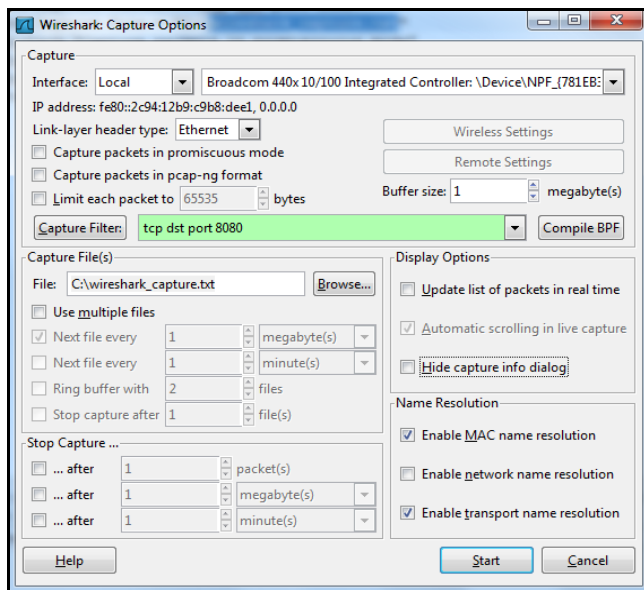 Wireshark: Capture Options
Capture
Interface: Local Broadcom 440x 10/100 Integrated Controller: \Device\NPF_{781EB3
IP address: fe80::2c94:12b9:c9b8:dee1, 0.0.0.0
Link-layer header type: Ethernet
Wireless Settings
Capture packets in promiscuous mode
Remote Settings
Capture packets in pcap-ng format
Limit each packet to 65535 bytes
Buffer size: 1 megabyte(s)
Capture Filter: tcp dst port 8080 Compile BPF
Capture File(s)
File: C:\wireshark_capture.txt Browse...
Use multiple files
Next file every 1 megabyte(s)
Next file every 1 minute(s)
Ring buffer with 2 files
Stop capture after 1 file(s)
Stop Capture ...
... after 1 packet(s)
... after 1 megabyte(s)
... after 1 minute(s)
Display Options
Update list of packets in real time
Automatic scrolling in live capture
Hide capture info dialog
Name Resolution
Enable MAC name resolution
Enable network name resolution
Enable transport name resolution
Help Start Cancel